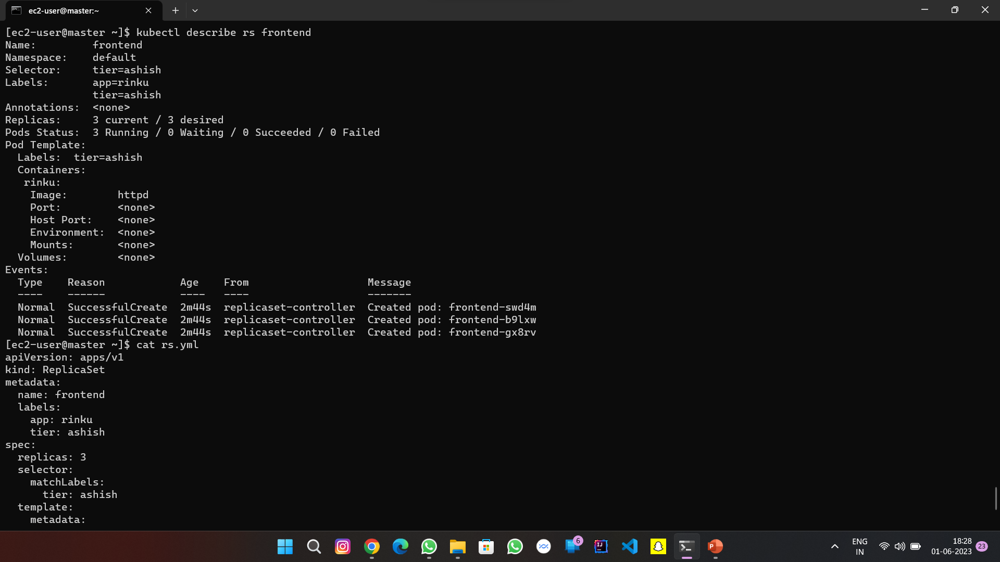 ec2-user@master:~
[ec2-user@master ~]$ kubectl describe rs frontend
Name:         frontend
Namespace:    default
Selector:     tier=ashish
Labels:       app=rinku
              tier=ashish
Annotations:  <none>
Replicas:     3 current / 3 desired
Pods Status:  3 Running / 0 Waiting / 0 Succeeded / 0 Failed
Pod Template:
  Labels:  tier=ashish
  Containers:
   rinku:
    Image:        httpd
    Port:         <none>
    Host Port:    <none>
    Environment:  <none>
    Mounts:       <none>
  Volumes:        <none>
Events:
  Type    Reason            Age    From                   Message
  ----    ------            ----   ----                   -------
  Normal  SuccessfulCreate  2m44s  replicaset-controller  Created pod: frontend-swd4m
  Normal  SuccessfulCreate  2m44s  replicaset-controller  Created pod: frontend-b9lxw
  Normal  SuccessfulCreate  2m44s  replicaset-controller  Created pod: frontend-gx8rv
[ec2-user@master ~]$ cat rs.yml
apiVersion: apps/v1
kind: ReplicaSet
metadata:
  name: frontend
  labels:
    app: rinku
    tier: ashish
spec:
  replicas: 3
  selector:
    matchLabels:
      tier: ashish
  template:
    metadata:
6
IJ
P
ENG
IN
18:28
01-06-2023
23